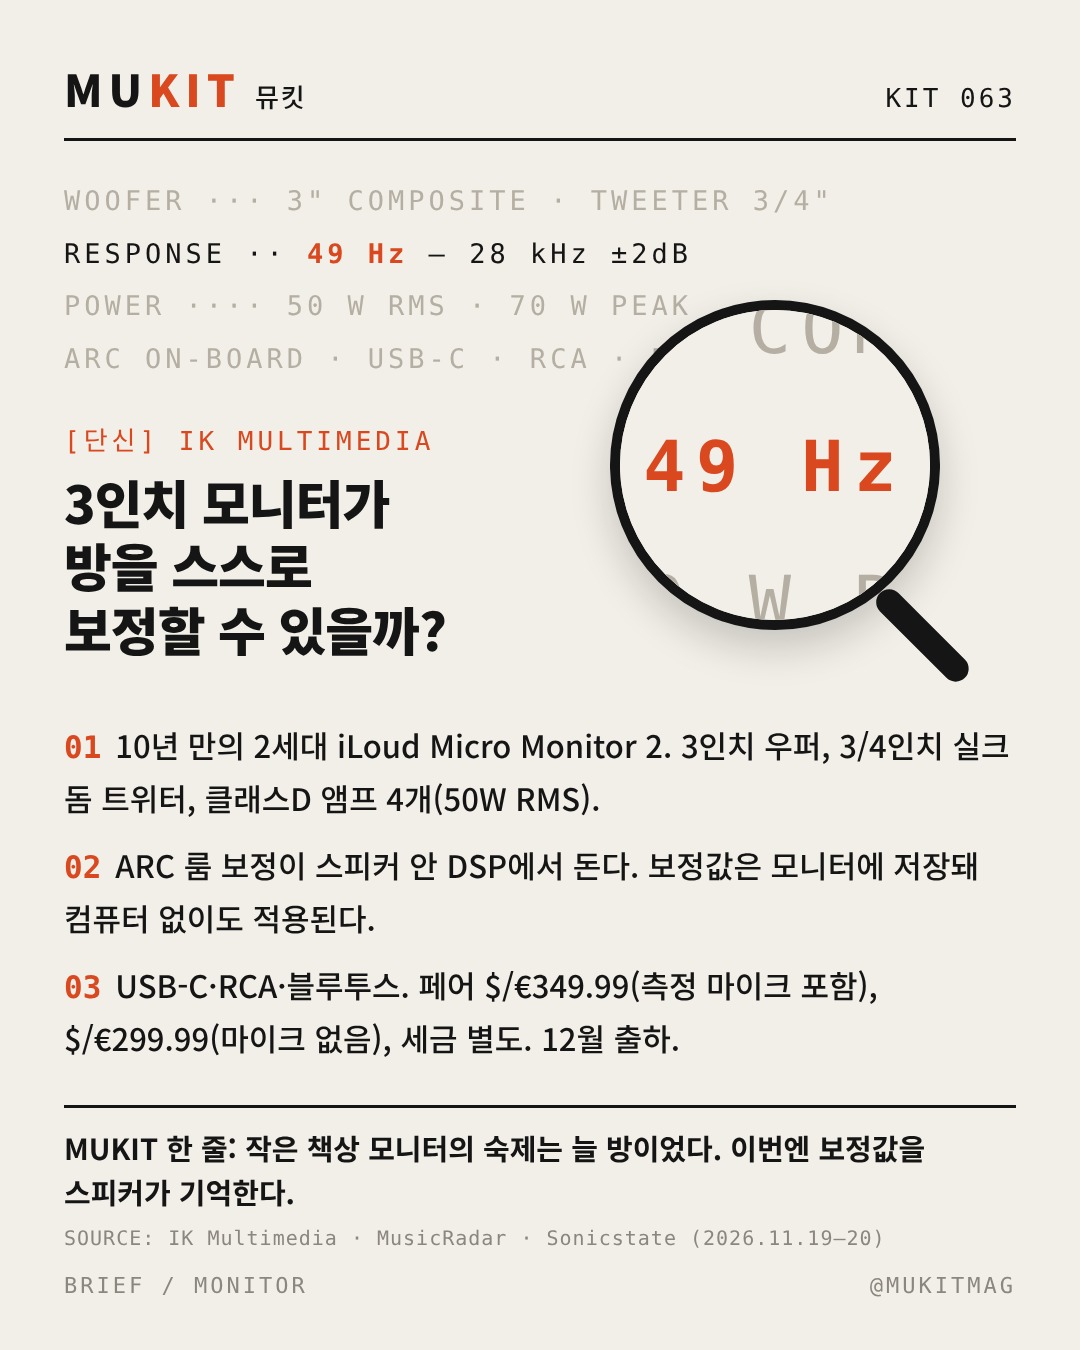 MUKIT 뮤킷
KIT 063
WOOFER ··· 3" COMPOSITE · TWEETER 3/4"
RESPONSE ·· 49 Hz – 28 kHz ±2dB
POWER ···· 50 W RMS · 70 W PEAK
ARC ON-BOARD · USB-C · RCA ·
49 Hz
W
[단신] IK MULTIMEDIA
3인치 모니터가
방을 스스로
보정할 수 있을까?
01 10년 만의 2세대 iLoud Micro Monitor 2. 3인치 우퍼, 3/4인치 실크
돔 트위터, 클래스D 앰프 4개(50W RMS).
02 ARC 룸 보정이 스피커 안 DSP에서 돈다. 보정값은 모니터에 저장돼
컴퓨터 없이도 적용된다.
03 USB-C·RCA·블루투스. 페어 $/€349.99(측정 마이크 포함),
$/€299.99(마이크 없음), 세금 별도. 12월 출하.
MUKIT 한 줄: 작은 책상 모니터의 숙제는 늘 방이었다. 이번엔 보정값을
스피커가 기억한다.
SOURCE: IK Multimedia · MusicRadar · Sonicstate (2026.11.19–20)
BRIEF / MONITOR
@MUKITMAG